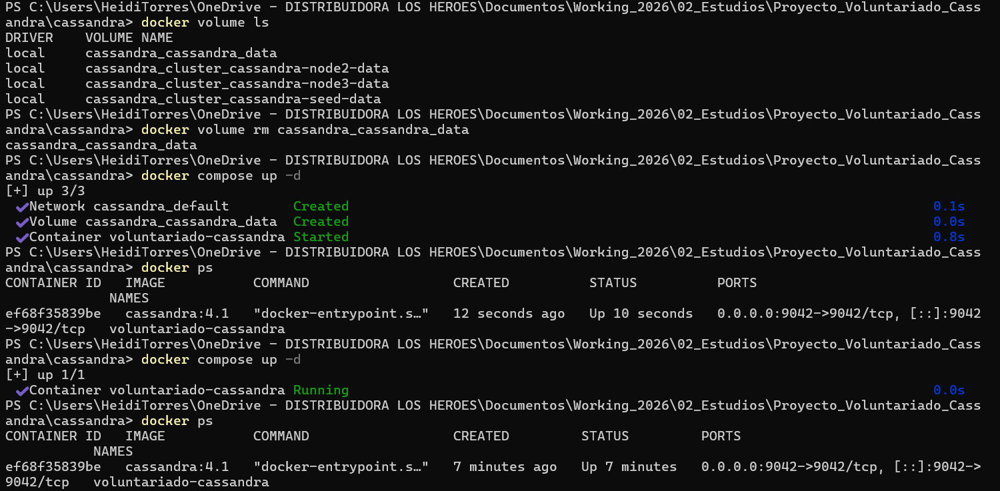 PS C:\Users\HeidiTorres\OneDrive - DISTRIBUIDORA LOS HEROES\Documentos\Working_2026\02_Estudios\Proyecto_Voluntariado_Cass
andra\cassandra> docker volume ls
DRIVER    VOLUME NAME
local     cassandra_cassandra_data
local     cassandra_cluster_cassandra-node2-data
local     cassandra_cluster_cassandra-node3-data
local     cassandra_cluster_cassandra-seed-data
PS C:\Users\HeidiTorres\OneDrive - DISTRIBUIDORA LOS HEROES\Documentos\Working_2026\02_Estudios\Proyecto_Voluntariado_Cass
andra\cassandra> docker volume rm cassandra_cassandra_data
cassandra_cassandra_data
PS C:\Users\HeidiTorres\OneDrive - DISTRIBUIDORA LOS HEROES\Documentos\Working_2026\02_Estudios\Proyecto_Voluntariado_Cass
andra\cassandra> docker compose up -d
[+] up 3/3
 ✔Network cassandra_default        Created                                                                          0.1s
 ✔Volume cassandra_cassandra_data  Created                                                                          0.0s
 ✔Container voluntariado-cassandra Started                                                                          0.8s
PS C:\Users\HeidiTorres\OneDrive - DISTRIBUIDORA LOS HEROES\Documentos\Working_2026\02_Estudios\Proyecto_Voluntariado_Cass
andra\cassandra> docker ps
CONTAINER ID   IMAGE           COMMAND                  CREATED          STATUS          PORTS
             NAMES
ef68f35839be   cassandra:4.1   "docker-entrypoint.s…"   12 seconds ago   Up 10 seconds   0.0.0.0:9042->9042/tcp, [::]:9042
->9042/tcp   voluntariado-cassandra
PS C:\Users\HeidiTorres\OneDrive - DISTRIBUIDORA LOS HEROES\Documentos\Working_2026\02_Estudios\Proyecto_Voluntariado_Cass
andra\cassandra> docker compose up -d
[+] up 1/1
 ✔Container voluntariado-cassandra Running                                                                          0.0s
PS C:\Users\HeidiTorres\OneDrive - DISTRIBUIDORA LOS HEROES\Documentos\Working_2026\02_Estudios\Proyecto_Voluntariado_Cass
andra\cassandra> docker ps
CONTAINER ID   IMAGE           COMMAND                  CREATED         STATUS         PORTS
           NAMES
ef68f35839be   cassandra:4.1   "docker-entrypoint.s…"   7 minutes ago   Up 7 minutes   0.0.0.0:9042->9042/tcp, [::]:9042->
9042/tcp   voluntariado-cassandra